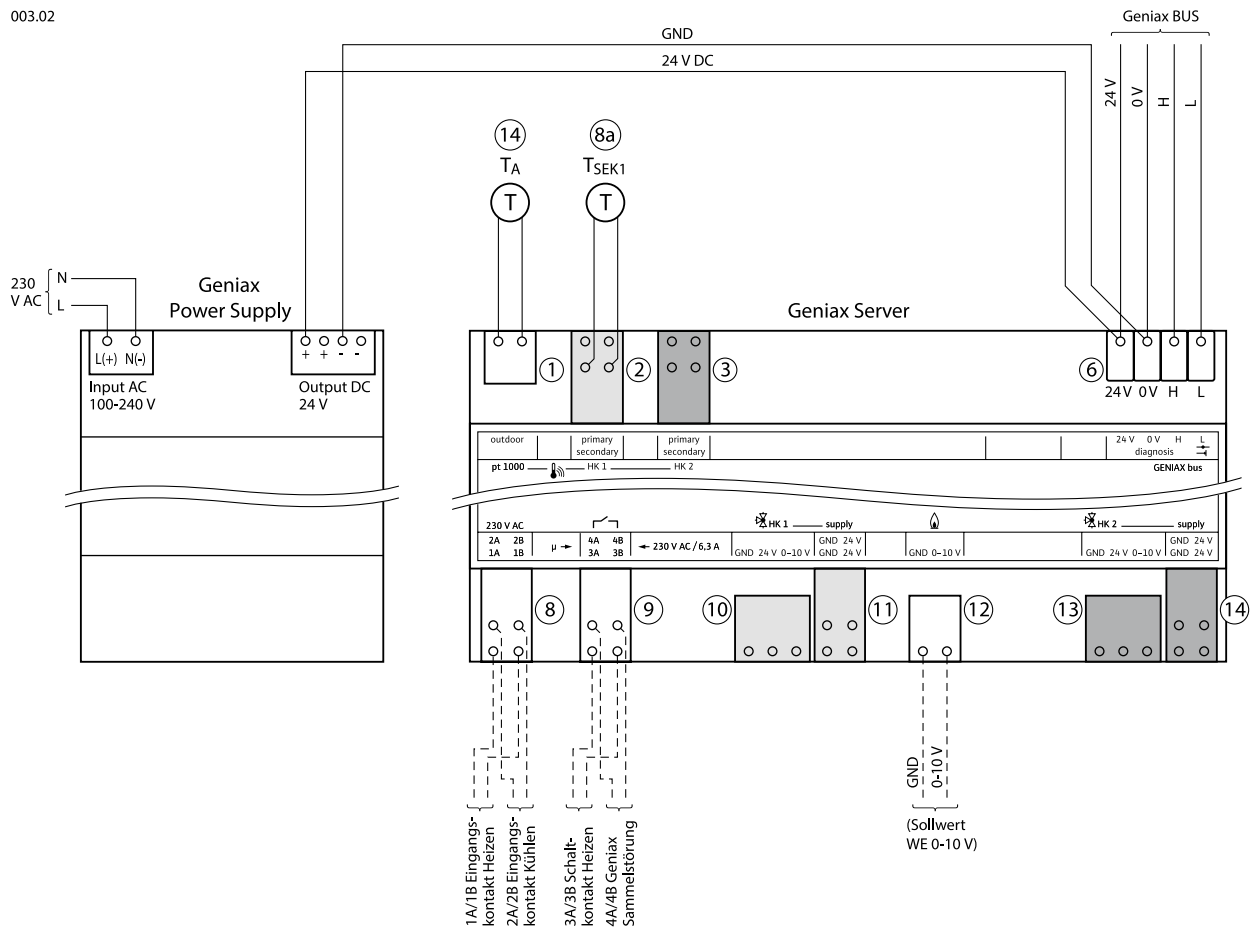 003.02
Geniax BUS
GND
24 V DC
24 V
0 V
H
L
14
8a
TA
TSEK1
T
T
230
V AC
N
L
Geniax
Power Supply
Geniax Server
L(+) N(-)
+ + - -
Input AC
100-240 V
Output DC
24 V
1
2
3
6
24 V 0 V H L
outdoor
primary
secondary
primary
secondary
24 V 0 V H L
diagnosis
pt 1000
HK 1
HK 2
GENIAX bus
230 V AC
HK 1
supply
HK 2
supply
2A 2B
1A 1B
µ
4A 4B
3A 3B
230 V AC / 6,3 A
GND 24 V 0–10 V
GND 24 V
GND 24 V
GND 0–10 V
GND 24 V 0–10 V
GND 24 V
GND 24 V
8
9
10
11
12
13
14
GND
0-10 V
1A/1B Eingangs-
kontakt Heizen
2A/2B Eingangs-
kontakt Kühlen
3A/3B Schalt-
kontakt Heizen
4A/4B Geniax
Sammelstörung
(Sollwert
WE 0-10 V)